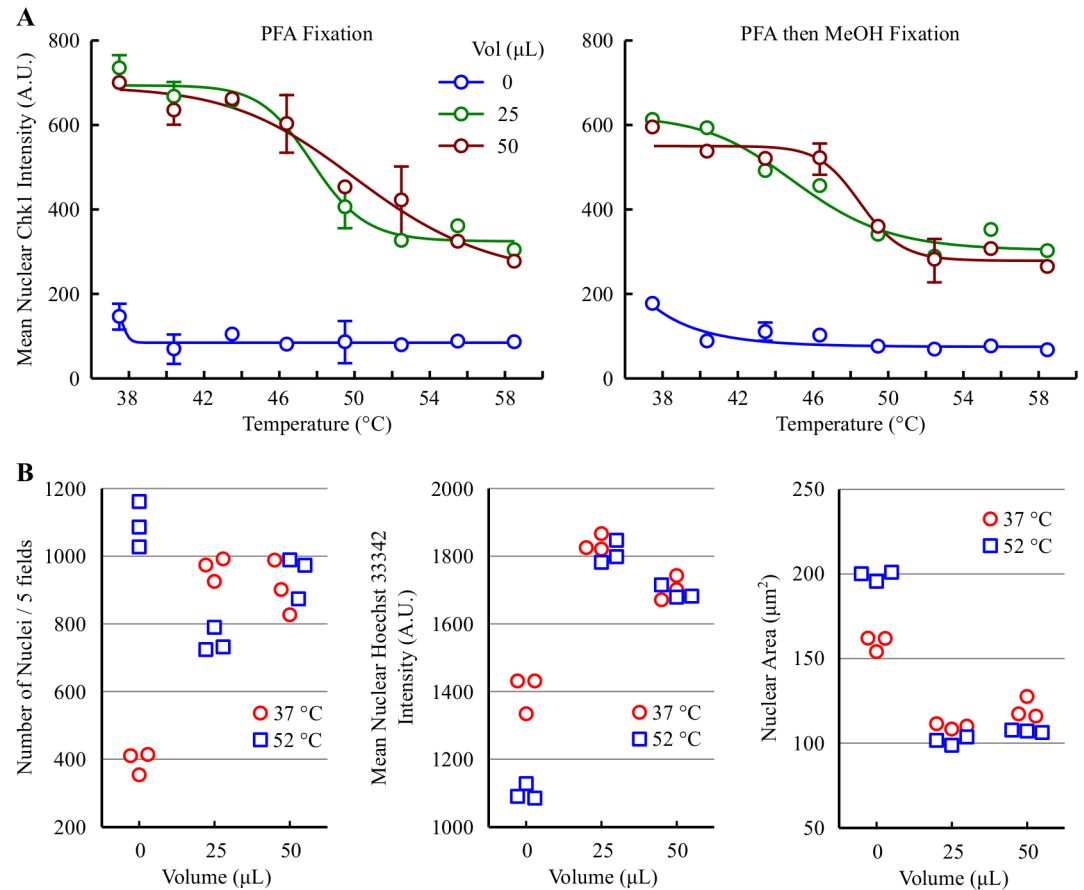 A
PFA Fixation
PFA then MeOH Fixation
Vol (μL)
0
25
50
Mean Nuclear Chk1 Intensity (A.U.)
800
600
400
200
0
38 42 46 50 54 58
Temperature (°C)
38 42 46 50 54 58
Temperature (°C)
800
600
400
200
0
B
Number of Nuclei / 5 fields
1200
1000
800
600
400
200
37 °C
52 °C
0 25 50
Volume (μL)
Mean Nuclear Hoechst 33342
Intensity (A.U.)
2000
1800
1600
1400
1100
1000
37 °C
52 °C
0 25 50
Volume (μL)
Nuclear Area (μm²)
250
200
150
100
50
37 °C
52 °C
0 25 50
Volume (μL)